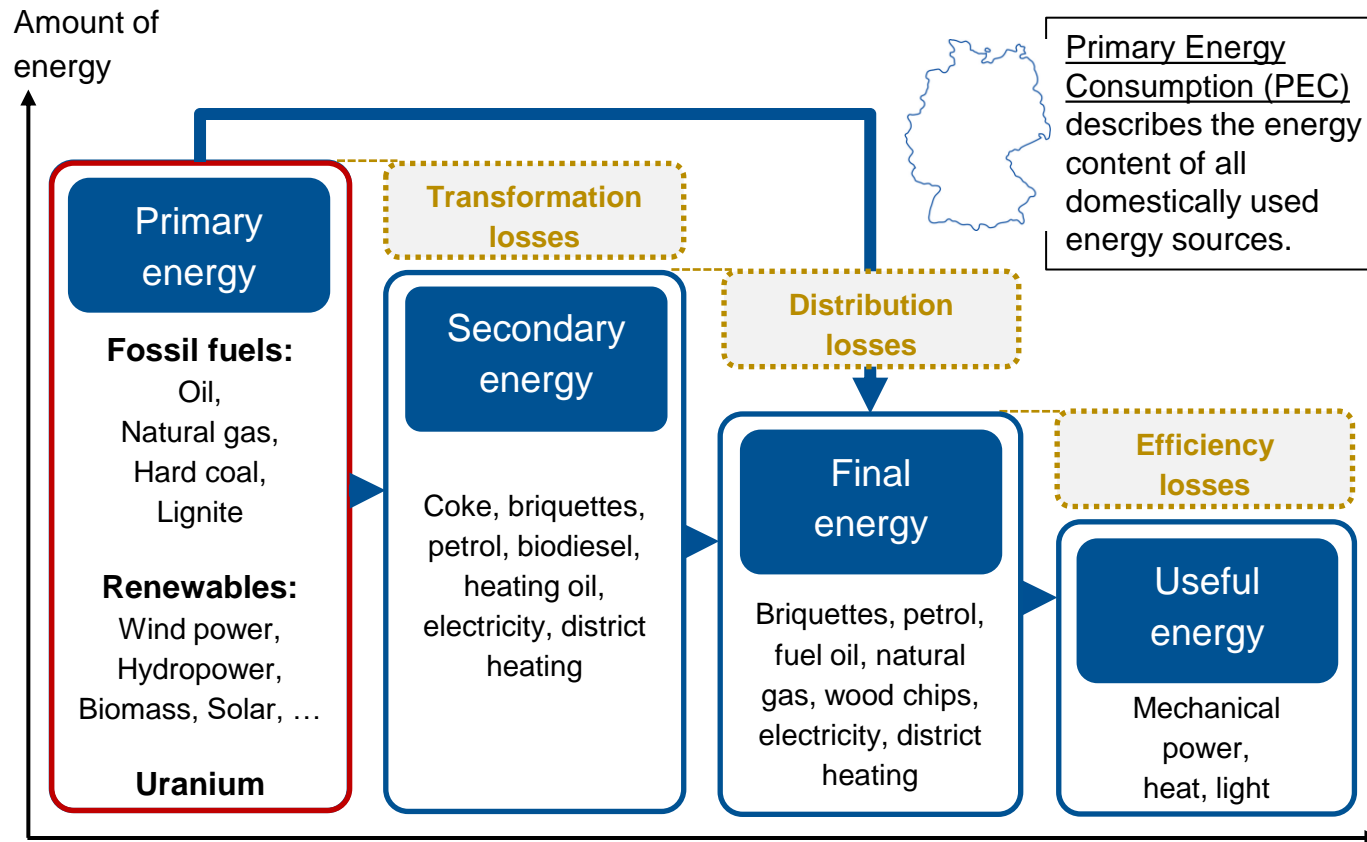 Amount of
energy
Primary Energy
Consumption (PEC)
describes the energy
content of all
domestically used
energy sources.
Primary
energy
Fossil fuels:
Oil,
Natural gas,
Hard coal,
Lignite
Renewables:
Wind power,
Hydropower,
Biomass, Solar, …
Uranium
Transformation
losses
Secondary
energy
Coke, briquettes,
petrol, biodiesel,
heating oil,
electricity, district
heating
Distribution
losses
Final
energy
Briquettes, petrol,
fuel oil, natural
gas, wood chips,
electricity, district
heating
Efficiency
losses
Useful
energy
Mechanical
power,
heat, light